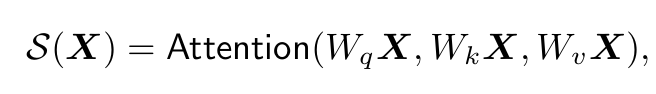 𝒮(𝑿) = Attention(W_q𝑿, W_k𝑿, W_v𝑿),